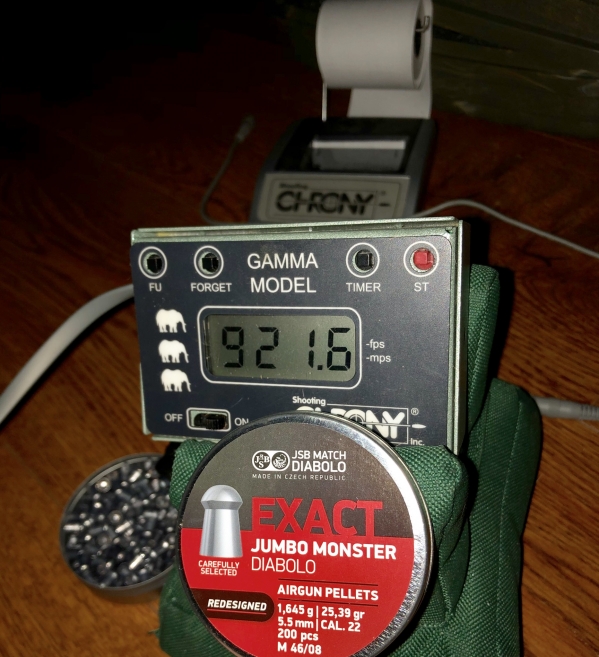 Shooting
CHRONY
GAMMA
MODEL
FU
FORGET
TIMER
ST
921.6
-fps
-mps
OFF
ON
Shooting
CHRONY ®
Inc.
JSB
JSB MATCH
DIABOLO
MADE IN CZECH REPUBLIC
EXACT
JUMBO MONSTER
DIABOLO
CAREFULLY
SELECTED
AIRGUN PELLETS
REDESIGNED
1,645 g | 25,39 gr
5.5 mm | CAL. 22
200 pcs
M 46/08